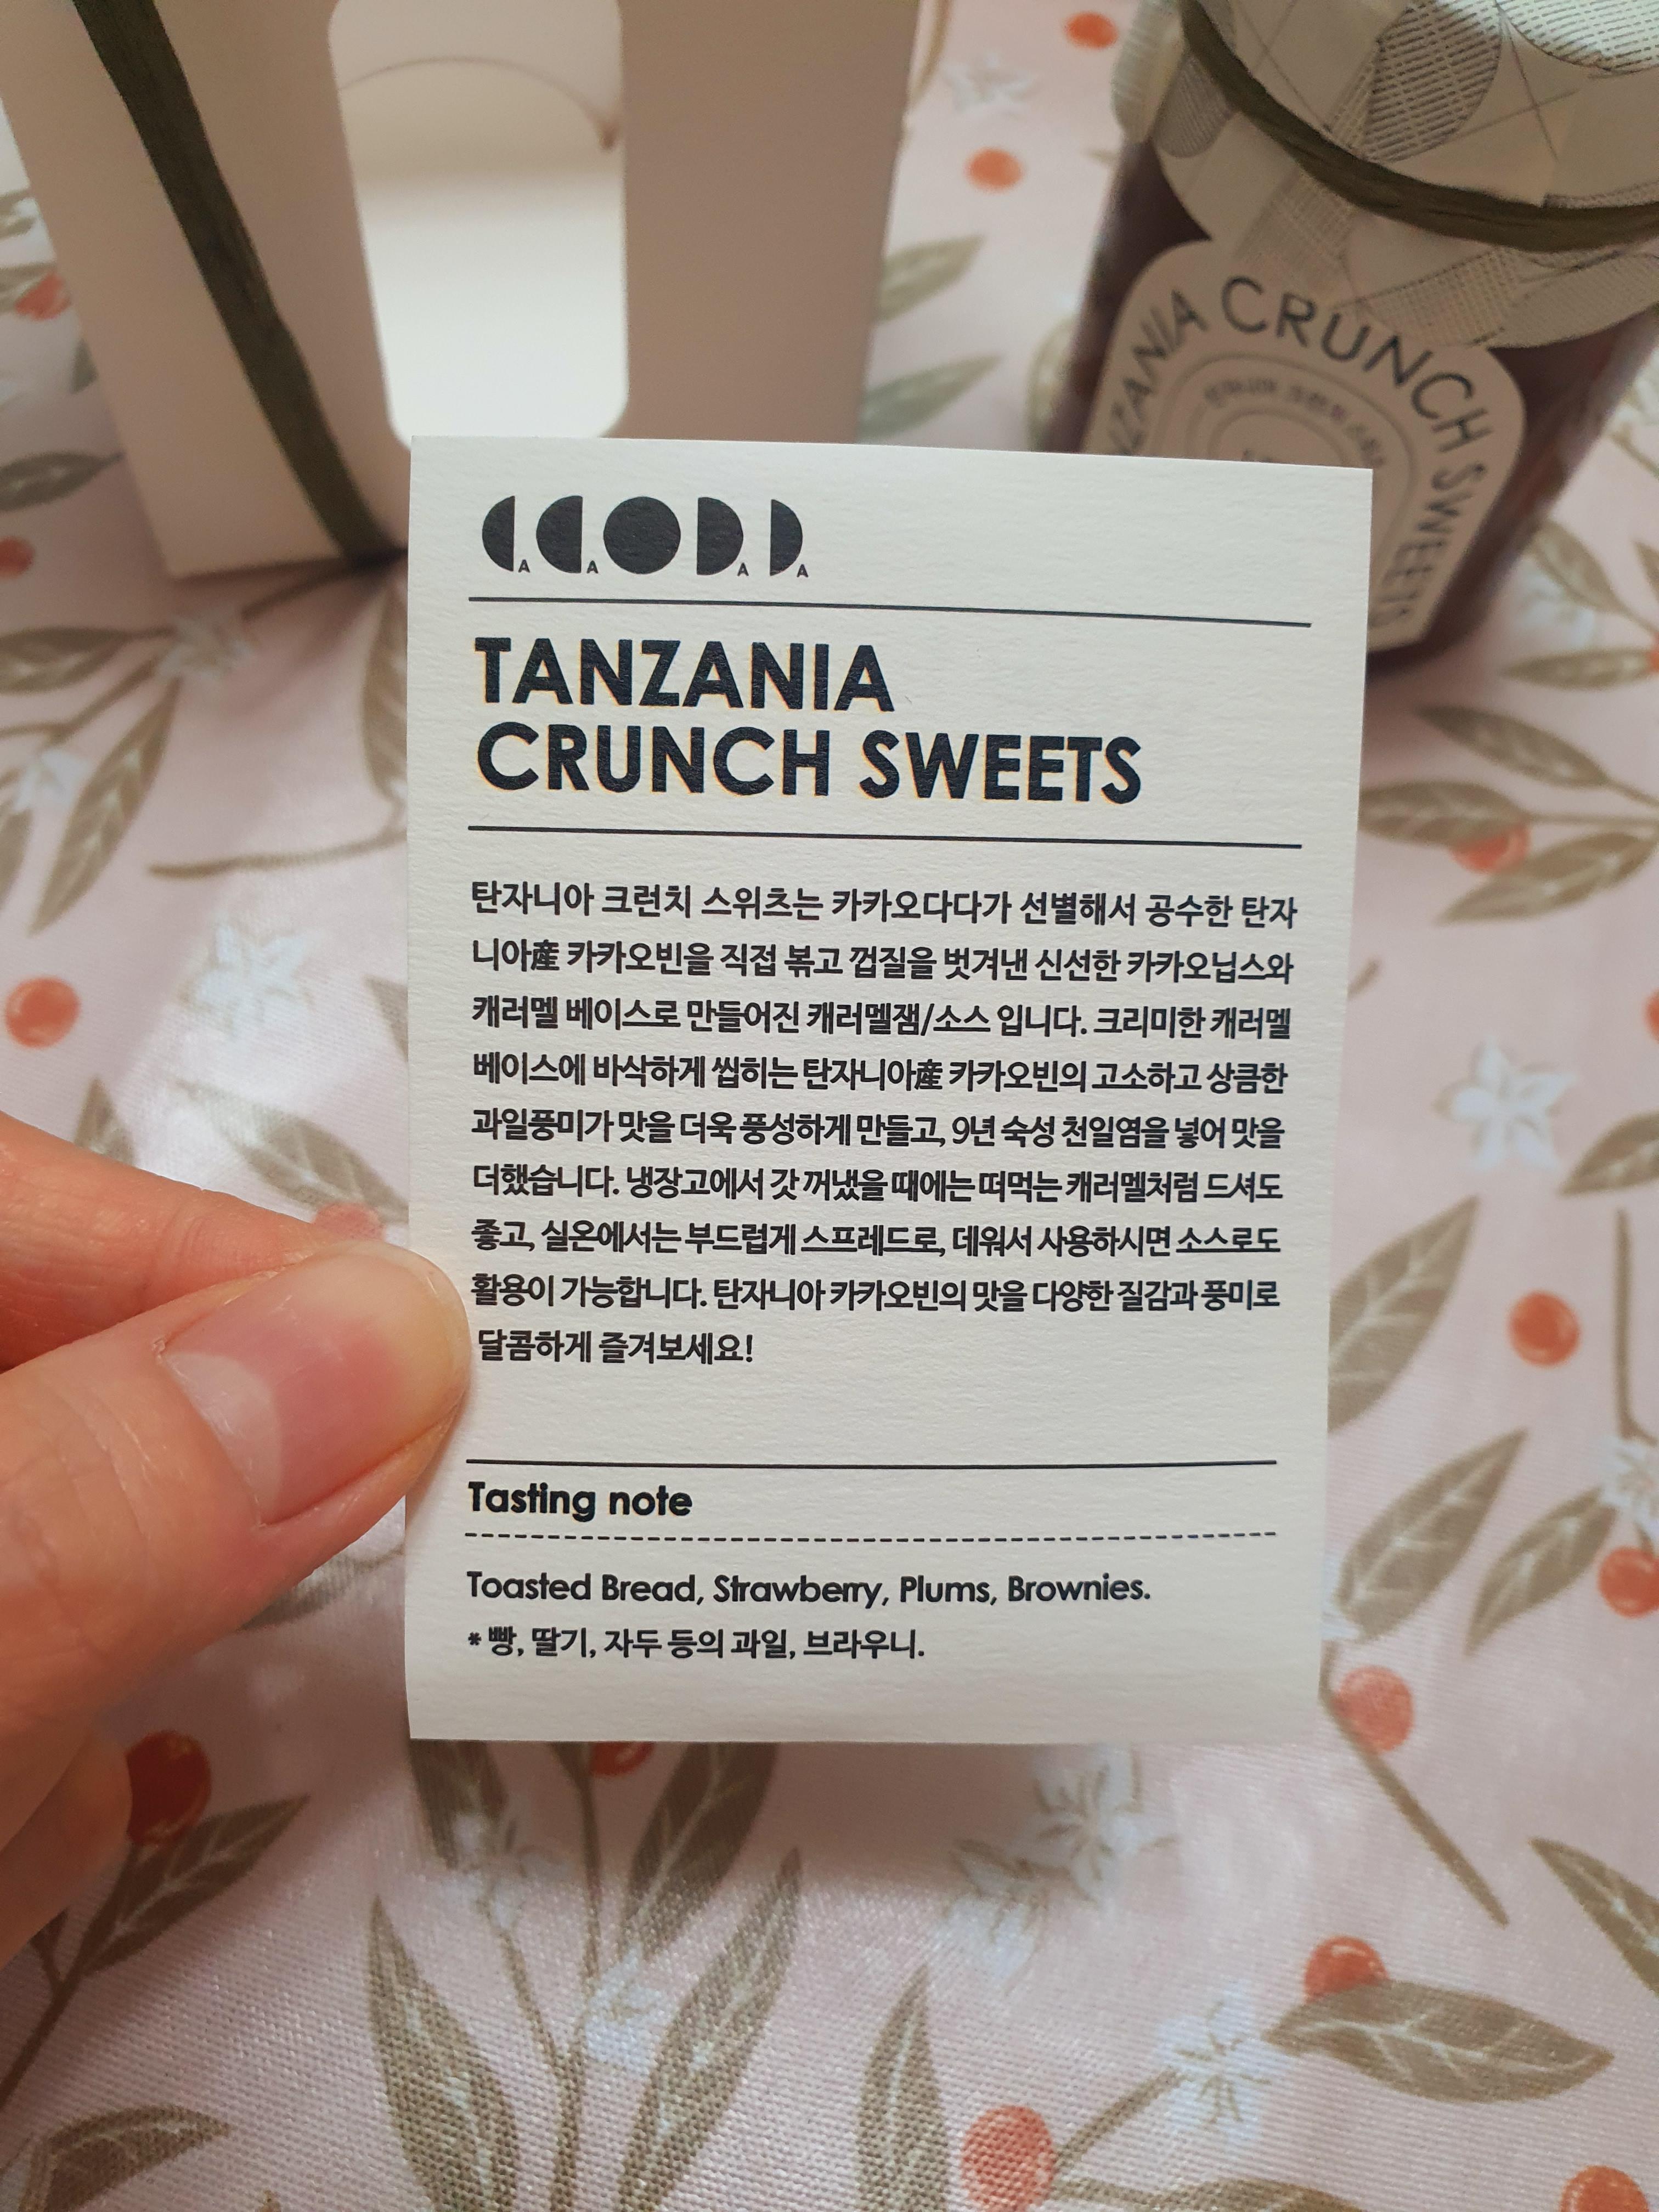 CACAODADA
TANZANIA
CRUNCH SWEETS
탄자니아 크런치 스위츠는 카카오다다가 선별해서 공수한 탄자
니아産 카카오빈을 직접 볶고 껍질을 벗겨낸 신선한 카카오닙스와
캐러멜 베이스로 만들어진 캐러멜잼/소스 입니다. 크리미한 캐러멜
베이스에 바삭하게 씹히는 탄자니아産 카카오빈의 고소하고 상큼한
과일풍미가 맛을 더욱 풍성하게 만들고, 9년 숙성 천일염을 넣어 맛을
더했습니다. 냉장고에서 갓 꺼냈을 때에는 떠먹는 캐러멜처럼 드셔도
좋고, 실온에서는 부드럽게 스프레드로, 데워서 사용하시면 소스로도
활용이 가능합니다. 탄자니아 카카오빈의 맛을 다양한 질감과 풍미로
달콤하게 즐겨보세요!
Tasting note
Toasted Bread, Strawberry, Plums, Brownies.
* 빵, 딸기, 자두 등의 과일, 브라우니.
CRUNCH SWEETS